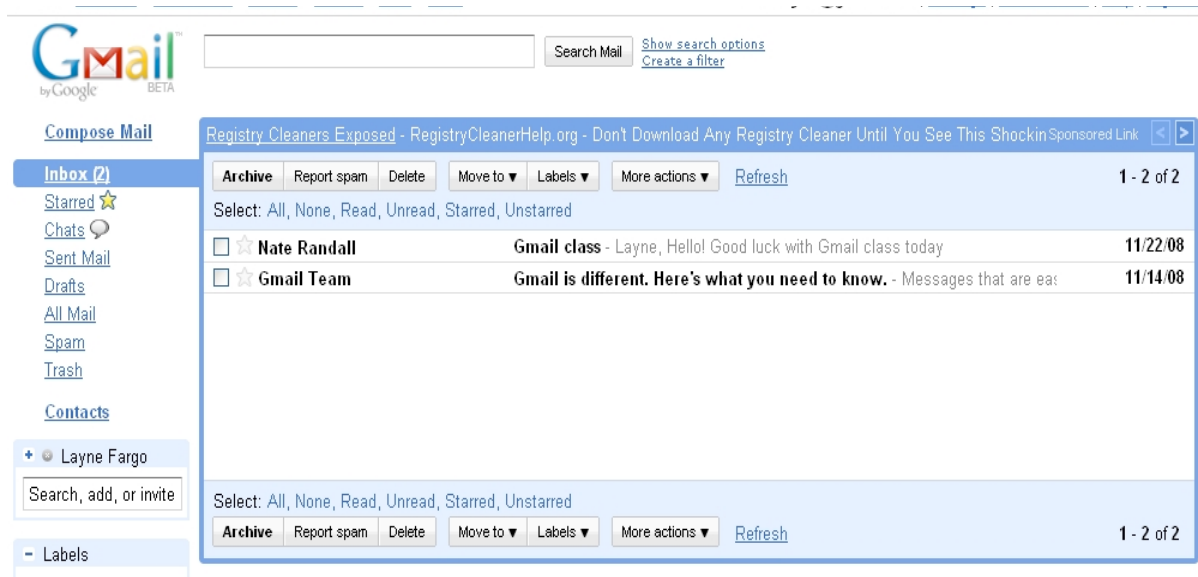 Gmail™
by Google BETA
Search Mail
Show search options
Create a filter
Compose Mail
Inbox (2)
Starred
Chats
Sent Mail
Drafts
All Mail
Spam
Trash
Contacts
+ Layne Fargo
Search, add, or invite
- Labels
Registry Cleaners Exposed - RegistryCleanerHelp.org - Don't Download Any Registry Cleaner Until You See This Shockin Sponsored Link < >
Archive Report spam Delete Move to ▼ Labels ▼ More actions ▼ Refresh 1 - 2 of 2
Select: All, None, Read, Unread, Starred, Unstarred
Nate Randall Gmail class - Layne, Hello! Good luck with Gmail class today 11/22/08
Gmail Team Gmail is different. Here's what you need to know. - Messages that are eas 11/14/08
Select: All, None, Read, Unread, Starred, Unstarred
Archive Report spam Delete Move to ▼ Labels ▼ More actions ▼ Refresh 1 - 2 of 2